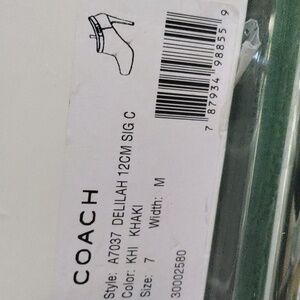 COACH
Style: A7037 DELILAH 12CM SIG C
Color: KHI KHAKI
Size: 7 Width: M
30002580
7 87934 98855 9